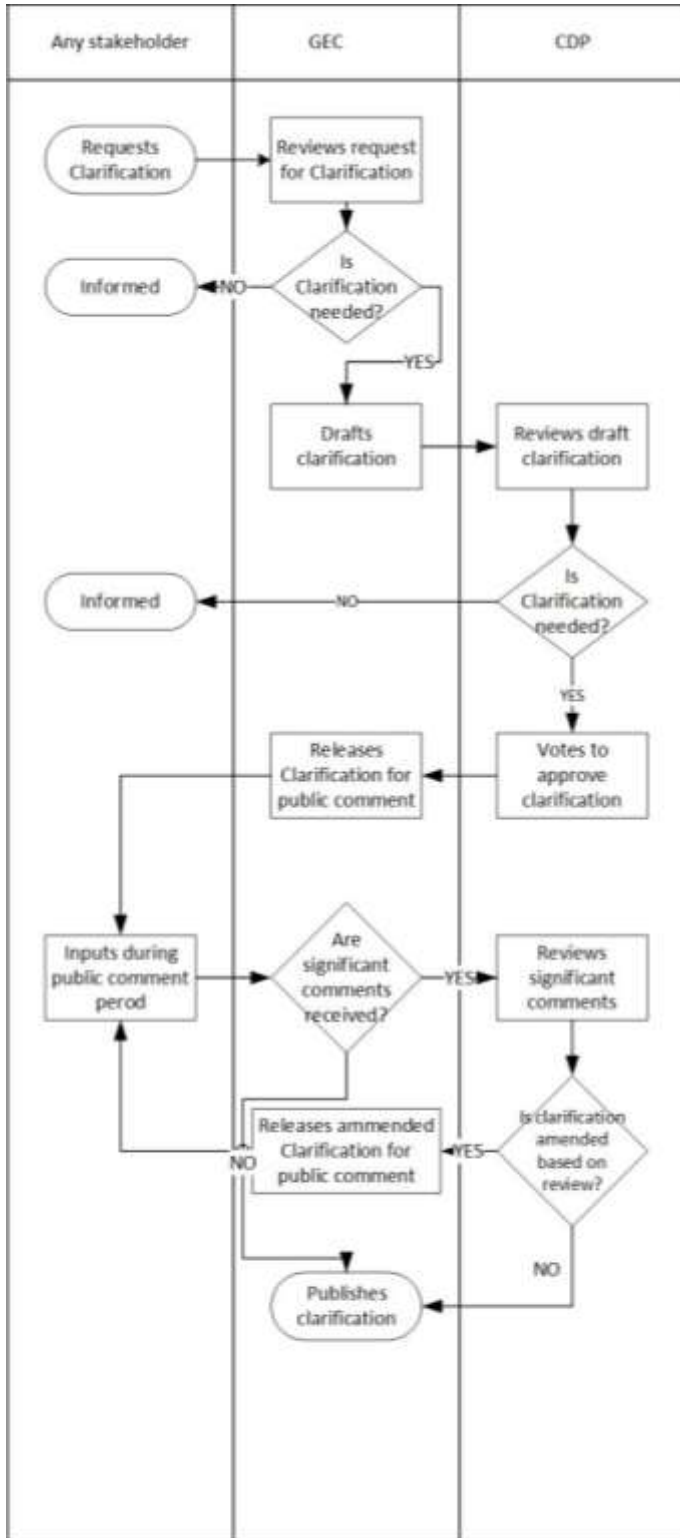 Any stakeholder
GEC
CDP
Requests
Clarification
Reviews request
for Clarification
Is
Clarification
needed?
NO
Informed
YES
Drafts
clarification
Reviews draft
clarification
Is
Clarification
needed?
NO
Informed
YES
Votes to
approve
clarification
Releases
Clarification for
public comment
Inputs during
public comment
perod
Are
significant
comments
received?
YES
Reviews
significant
comments
Is clarification
amended
based on
review?
YES
Releases ammended
Clarification for
public comment
NO
NO
Publishes
clarification